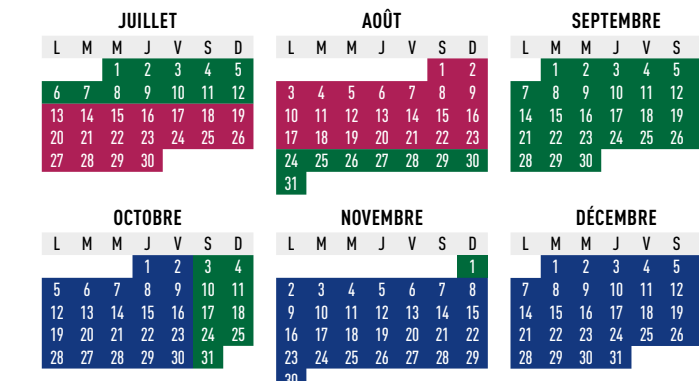 JUILLET
L M M J V S D
1 2 3 4 5
6 7 8 9 10 11 12
13 14 15 16 17 18 19
20 21 22 23 24 25 26
27 28 29 30
AOÛT
L M M J V S D
1 2
3 4 5 6 7 8 9
10 11 12 13 14 15 16
17 18 19 20 21 22 23
24 25 26 27 28 29 30
31
SEPTEMBRE
L M M J V S
1 2 3 4 5
7 8 9 10 11 12
14 15 16 17 18 19
21 22 23 24 25 26
28 29 30
OCTOBRE
L M M J V S D
1 2 3 4
5 6 7 8 9 10 11
12 13 14 15 16 17 18
19 20 21 22 23 24 25
28 27 28 29 30 31
NOVEMBRE
L M M J V S D
1
2 3 4 5 6 7 8
9 10 11 12 13 14 15
16 17 18 19 20 21 22
23 24 25 26 27 28 29
30
DÉCEMBRE
L M M J V S
1 2 3 4 5
7 8 9 10 11 12
14 15 16 17 18 19
21 22 23 24 25 26
28 29 30 31